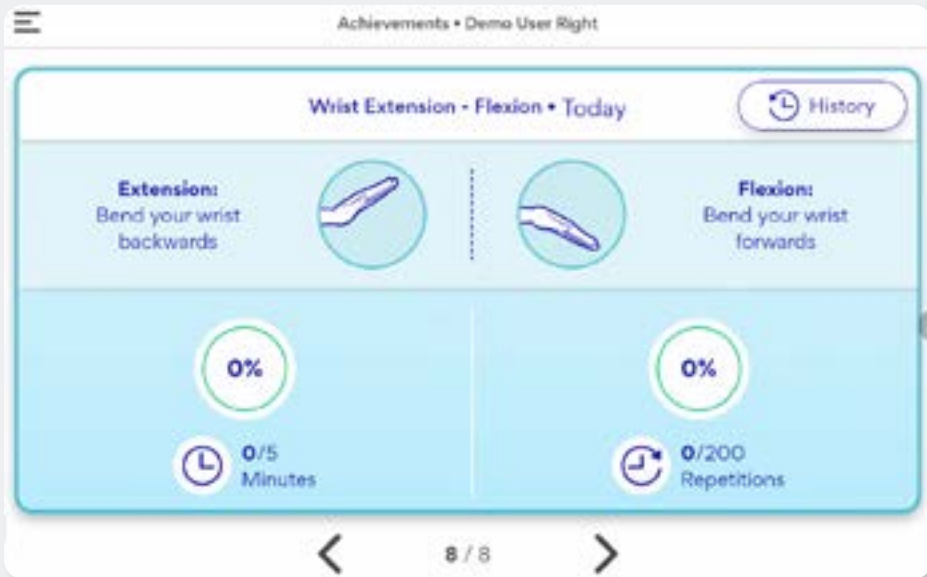 Achievements • Demo User Right
Wrist Extension - Flexion • Today
History
Extension:
Bend your wrist
backwards
Flexion:
Bend your wrist
forwards
0%
0/5
Minutes
0%
0/200
Repetitions
8 / 8